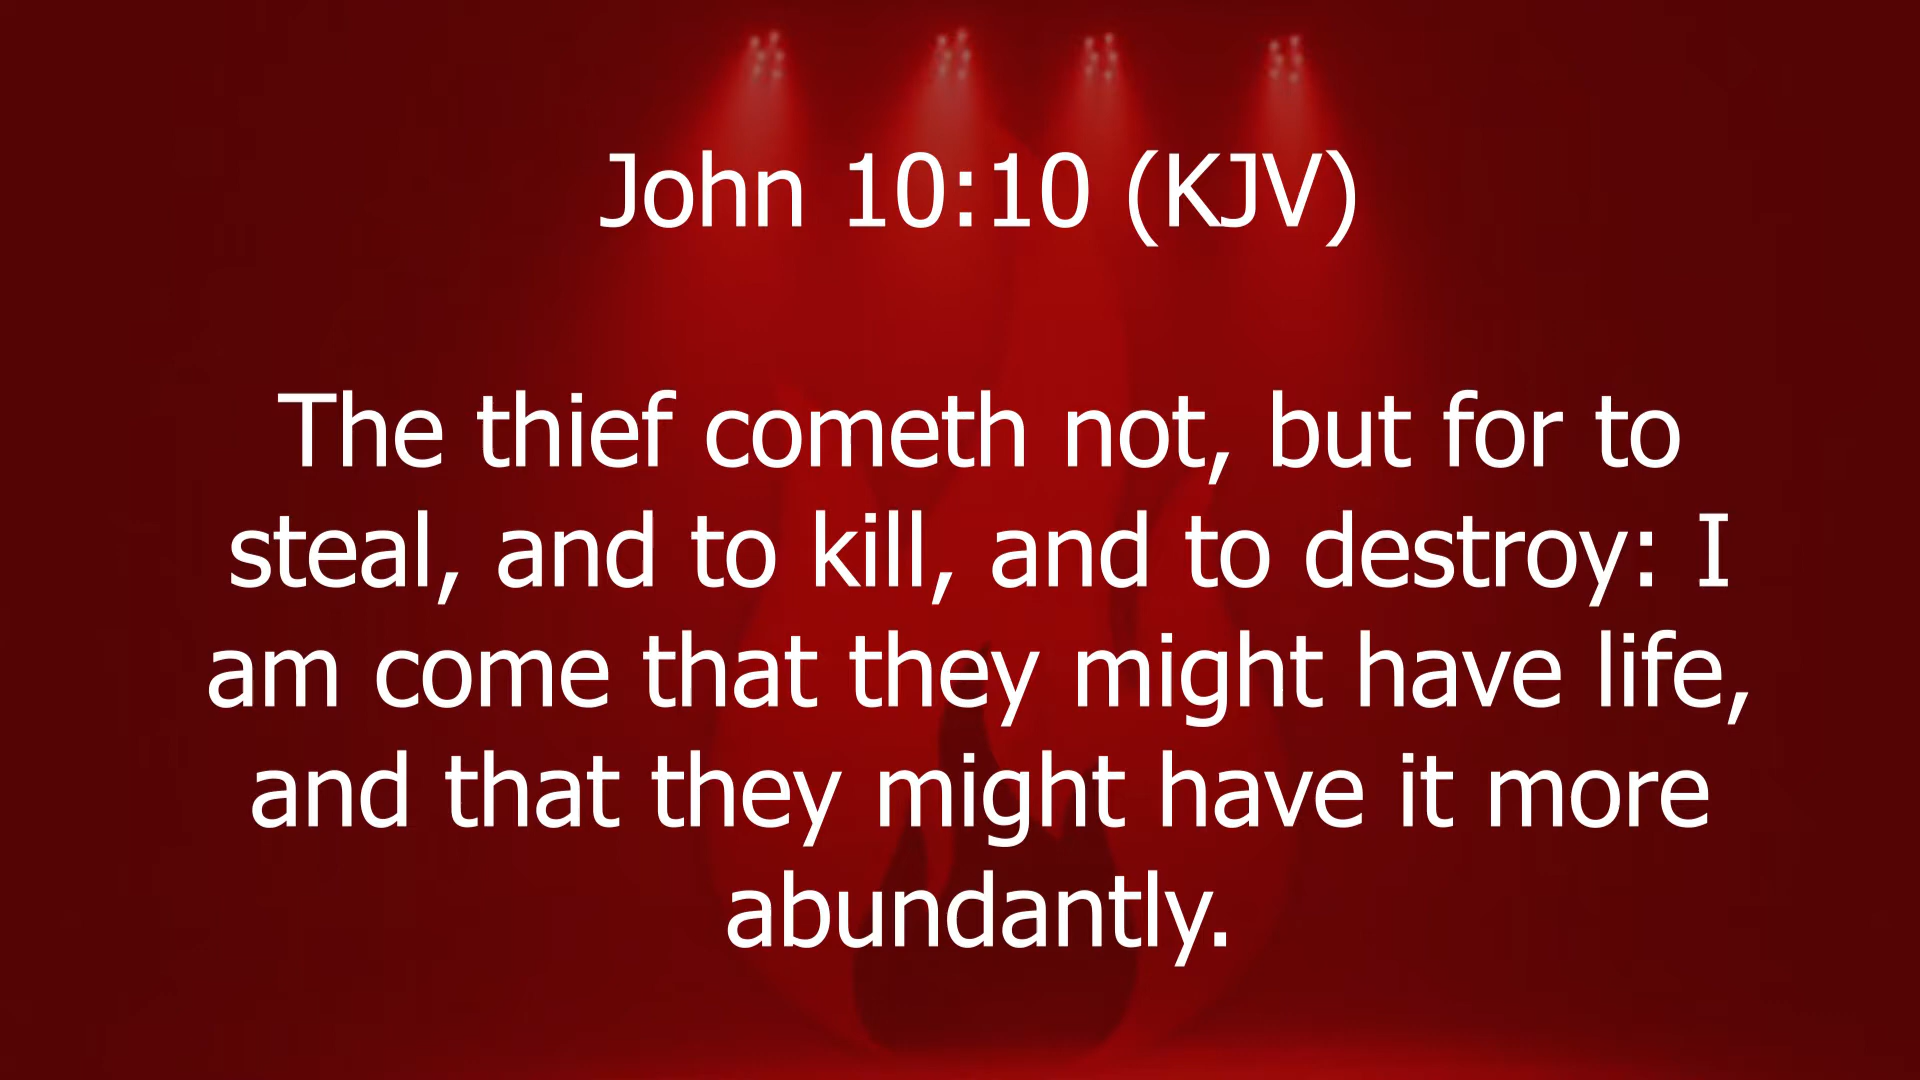 John 10:10 (KJV)
The thief cometh not, but for to
steal, and to kill, and to destroy: I
am come that they might have life,
and that they might have it more
abundantly.